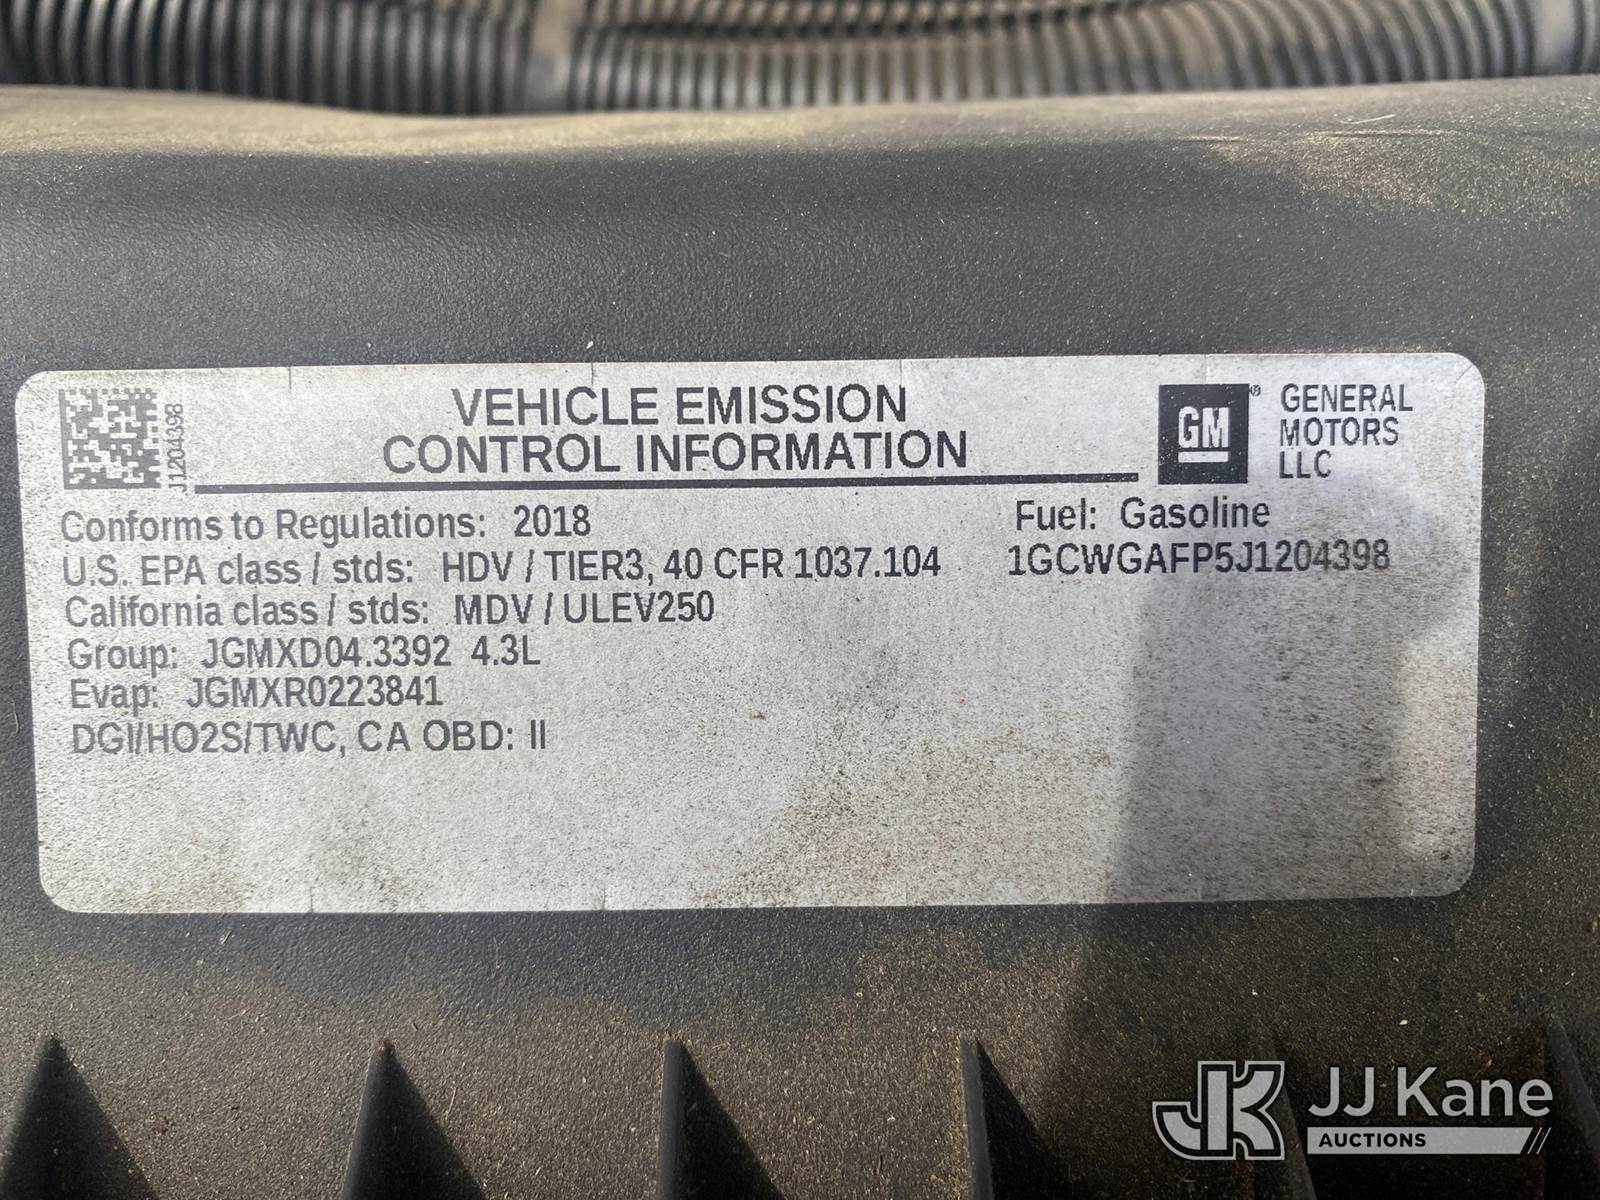 J1204398
VEHICLE EMISSION
CONTROL INFORMATION
GM
GENERAL
MOTORS
LLC
Conforms to Regulations: 2018
Fuel: Gasoline
U.S. EPA class / stds: HDV / TIER3, 40 CFR 1037.104
1GCWGAFP5J1204398
California class / stds: MDV / ULEV250
Group: JGMXD04.3392 4.3L
Evap: JGMXR0223841
DGI/HO2S/TWC, CA OBD: II
JK
JJ Kane
AUCTIONS